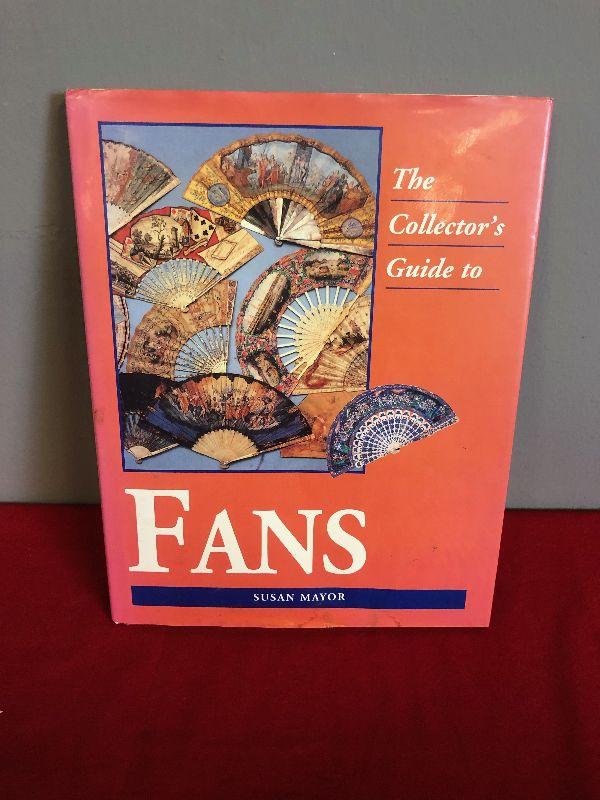 The
Collector's
Guide to
FANS
SUSAN MAYOR